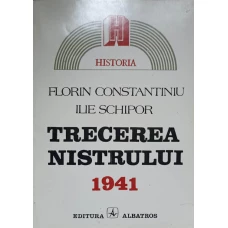 H
HISTORIA
FLORIN CONSTANTINIU
ILIE SCHIPOR
TRECEREA
NISTRULUI
1941
EDITURA A ALBATROS